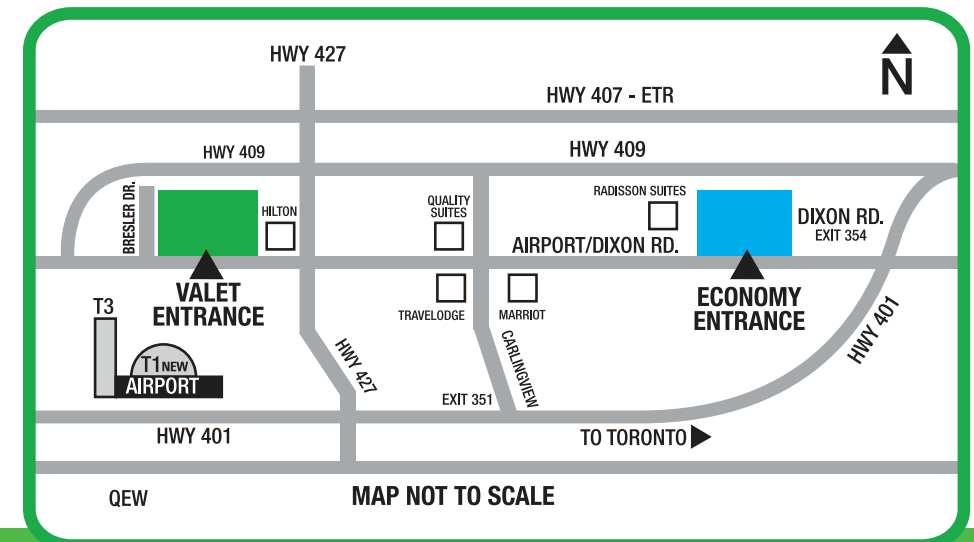 HWY 427
N
HWY 407 - ETR
HWY 409
HWY 409
BRESLER DR.
HILTON
QUALITY
SUITES
RADISSON SUITES
DIXON RD.
EXIT 354
AIRPORT/DIXON RD.
VALET
ENTRANCE
TRAVELODGE
MARRIOT
ECONOMY
ENTRANCE
T3
T1 NEW
AIRPORT
HWY 427
CARLINGVIEW
HWY 401
EXIT 351
HWY 401
TO TORONTO
QEW
MAP NOT TO SCALE